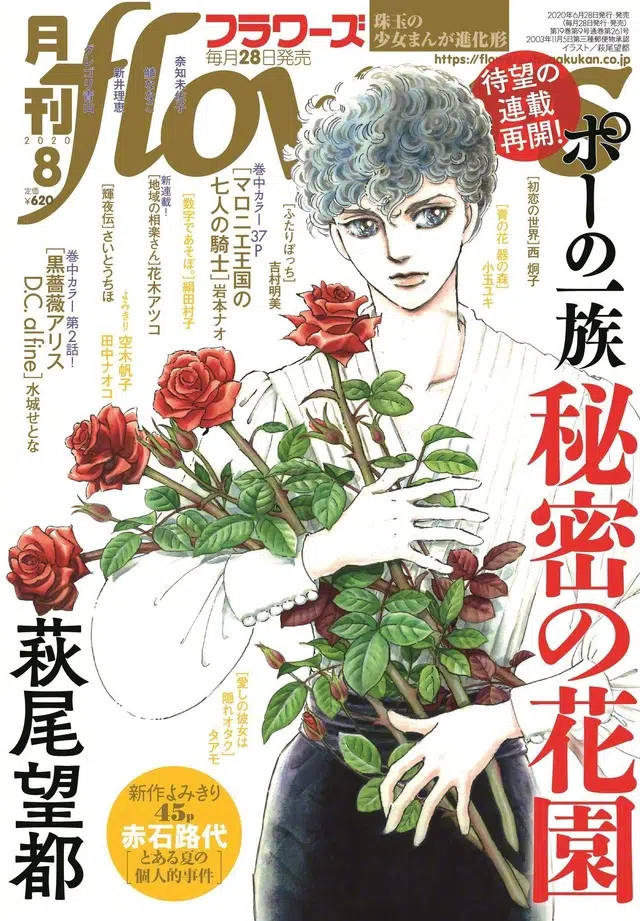 月刊
flowers
フラワーズ
毎月28日発売
珠玉の
少女まんが進化形
2020年6月28日発行・発売
(毎月28日発行・発売)
第19巻第9号通巻第261号
2003年11月5日第三種郵便物承認
イラスト/萩尾望都
2020
8
定価
¥620
奈知未佐子
新井理恵
タンゴリ青山
待望の
連載
再開!
ポーの一族
秘密の花園
萩尾望都
[初恋の世界]西 炯子
[青の花 器の森]
小玉ユキ
[ふたりぼっち]
吉村明美
巻中カラー37P
[マロニエ王国の
七人の騎士]岩本ナオ
[数字であそぼ。]絹田村子
新連載!
[地域の相楽さん]花木アツコ
[輝夜伝]さいとうちほ
よみきり
空木帆子
田中ナオコ
巻中カラー 第2話!
[黒薔薇アリス
D.C. al fine]水城せとな
[愛しの彼女は
隠れオタク]
タアモ
新作よみきり
45p
赤石路代
[とある夏の
個人的事件]